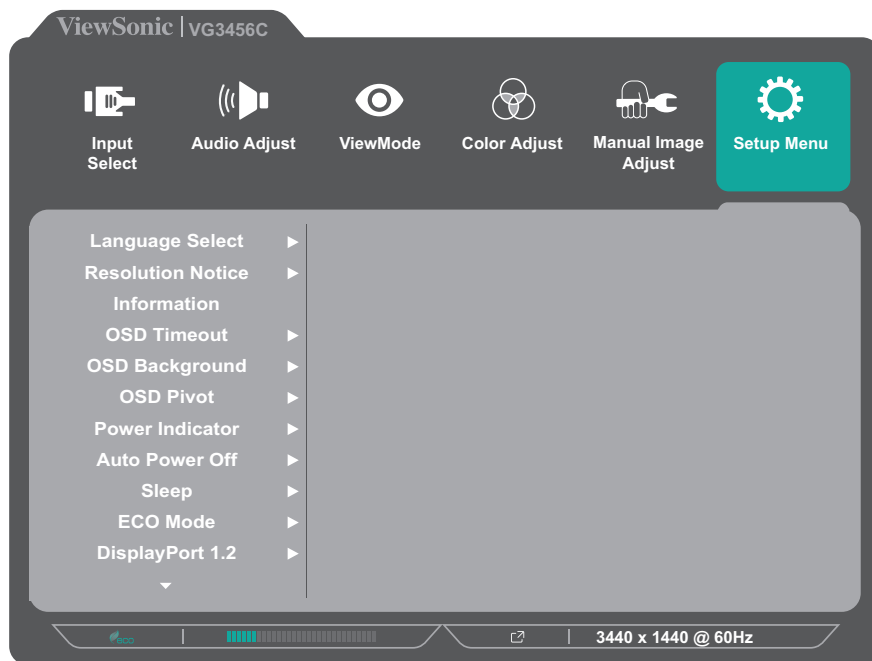 ViewSonic | VG3456C
Input
Select
Audio Adjust
ViewMode
Color Adjust
Manual Image
Adjust
Setup Menu
Language Select
Resolution Notice
Information
OSD Timeout
OSD Background
OSD Pivot
Power Indicator
Auto Power Off
Sleep
ECO Mode
DisplayPort 1.2
eco
3440 x 1440 @ 60Hz